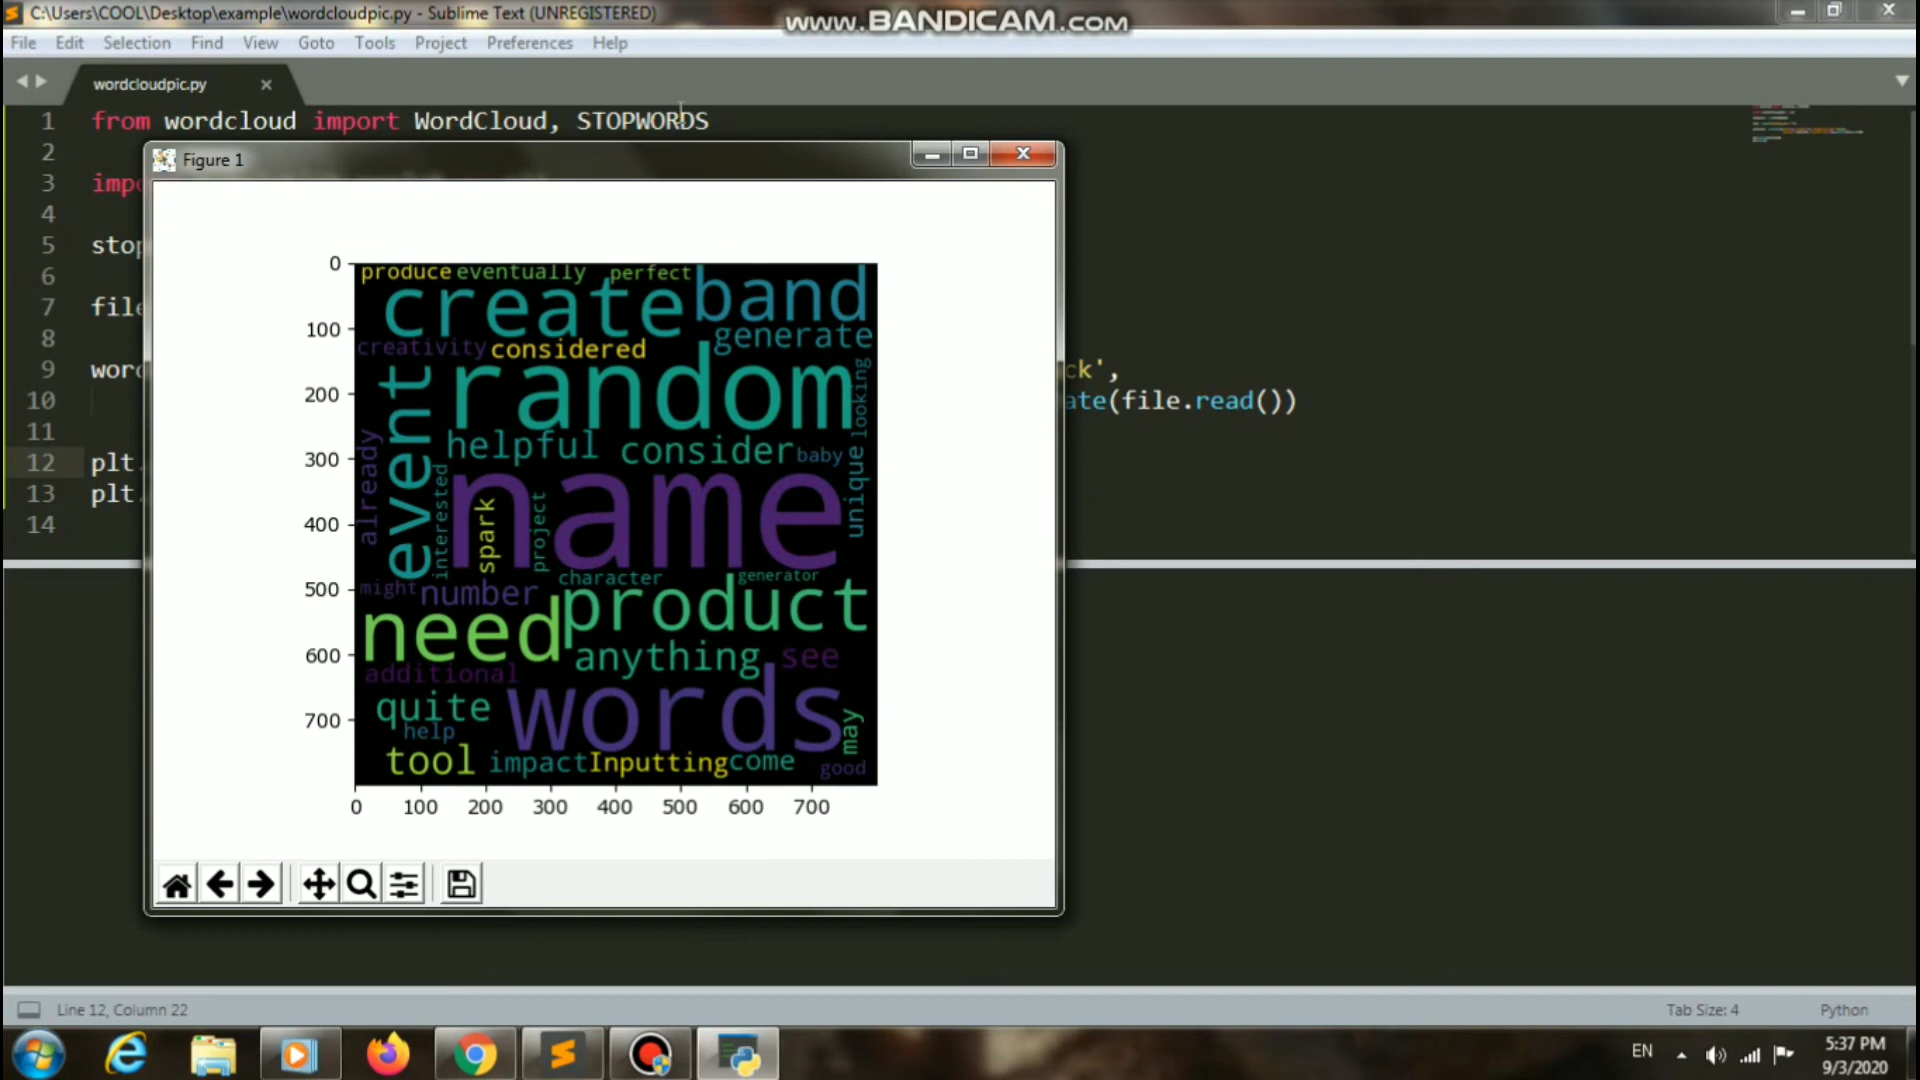 C:\Users\COOL\Desktop\example\wordcloudpic.py - Sublime Text (UNREGISTERED)
www.BANDICAM.com
File Edit Selection Find View Goto Tools Project Preferences Help
wordcloudpic.py
1 from wordcloud import WordCloud, STOPWORDS
2
3 impo
4
5 stop
6
7 file
8
9 word ck',
10 ate(file.read())
11
12 plt.
13 plt.
14
Figure 1
0
100
200
300
400
500
600
700
0 100 200 300 400 500 600 700
produce eventually perfect
create band
generate
creativity considered
random
looking
event
helpful consider baby
already
interested
name
unique
spark
project
character generator
might number
need product
anything see
additional
quite words
help
may
tool impact Inputting come good
Line 12, Column 22
Tab Size: 4 Python
EN
5:37 PM
9/3/2020